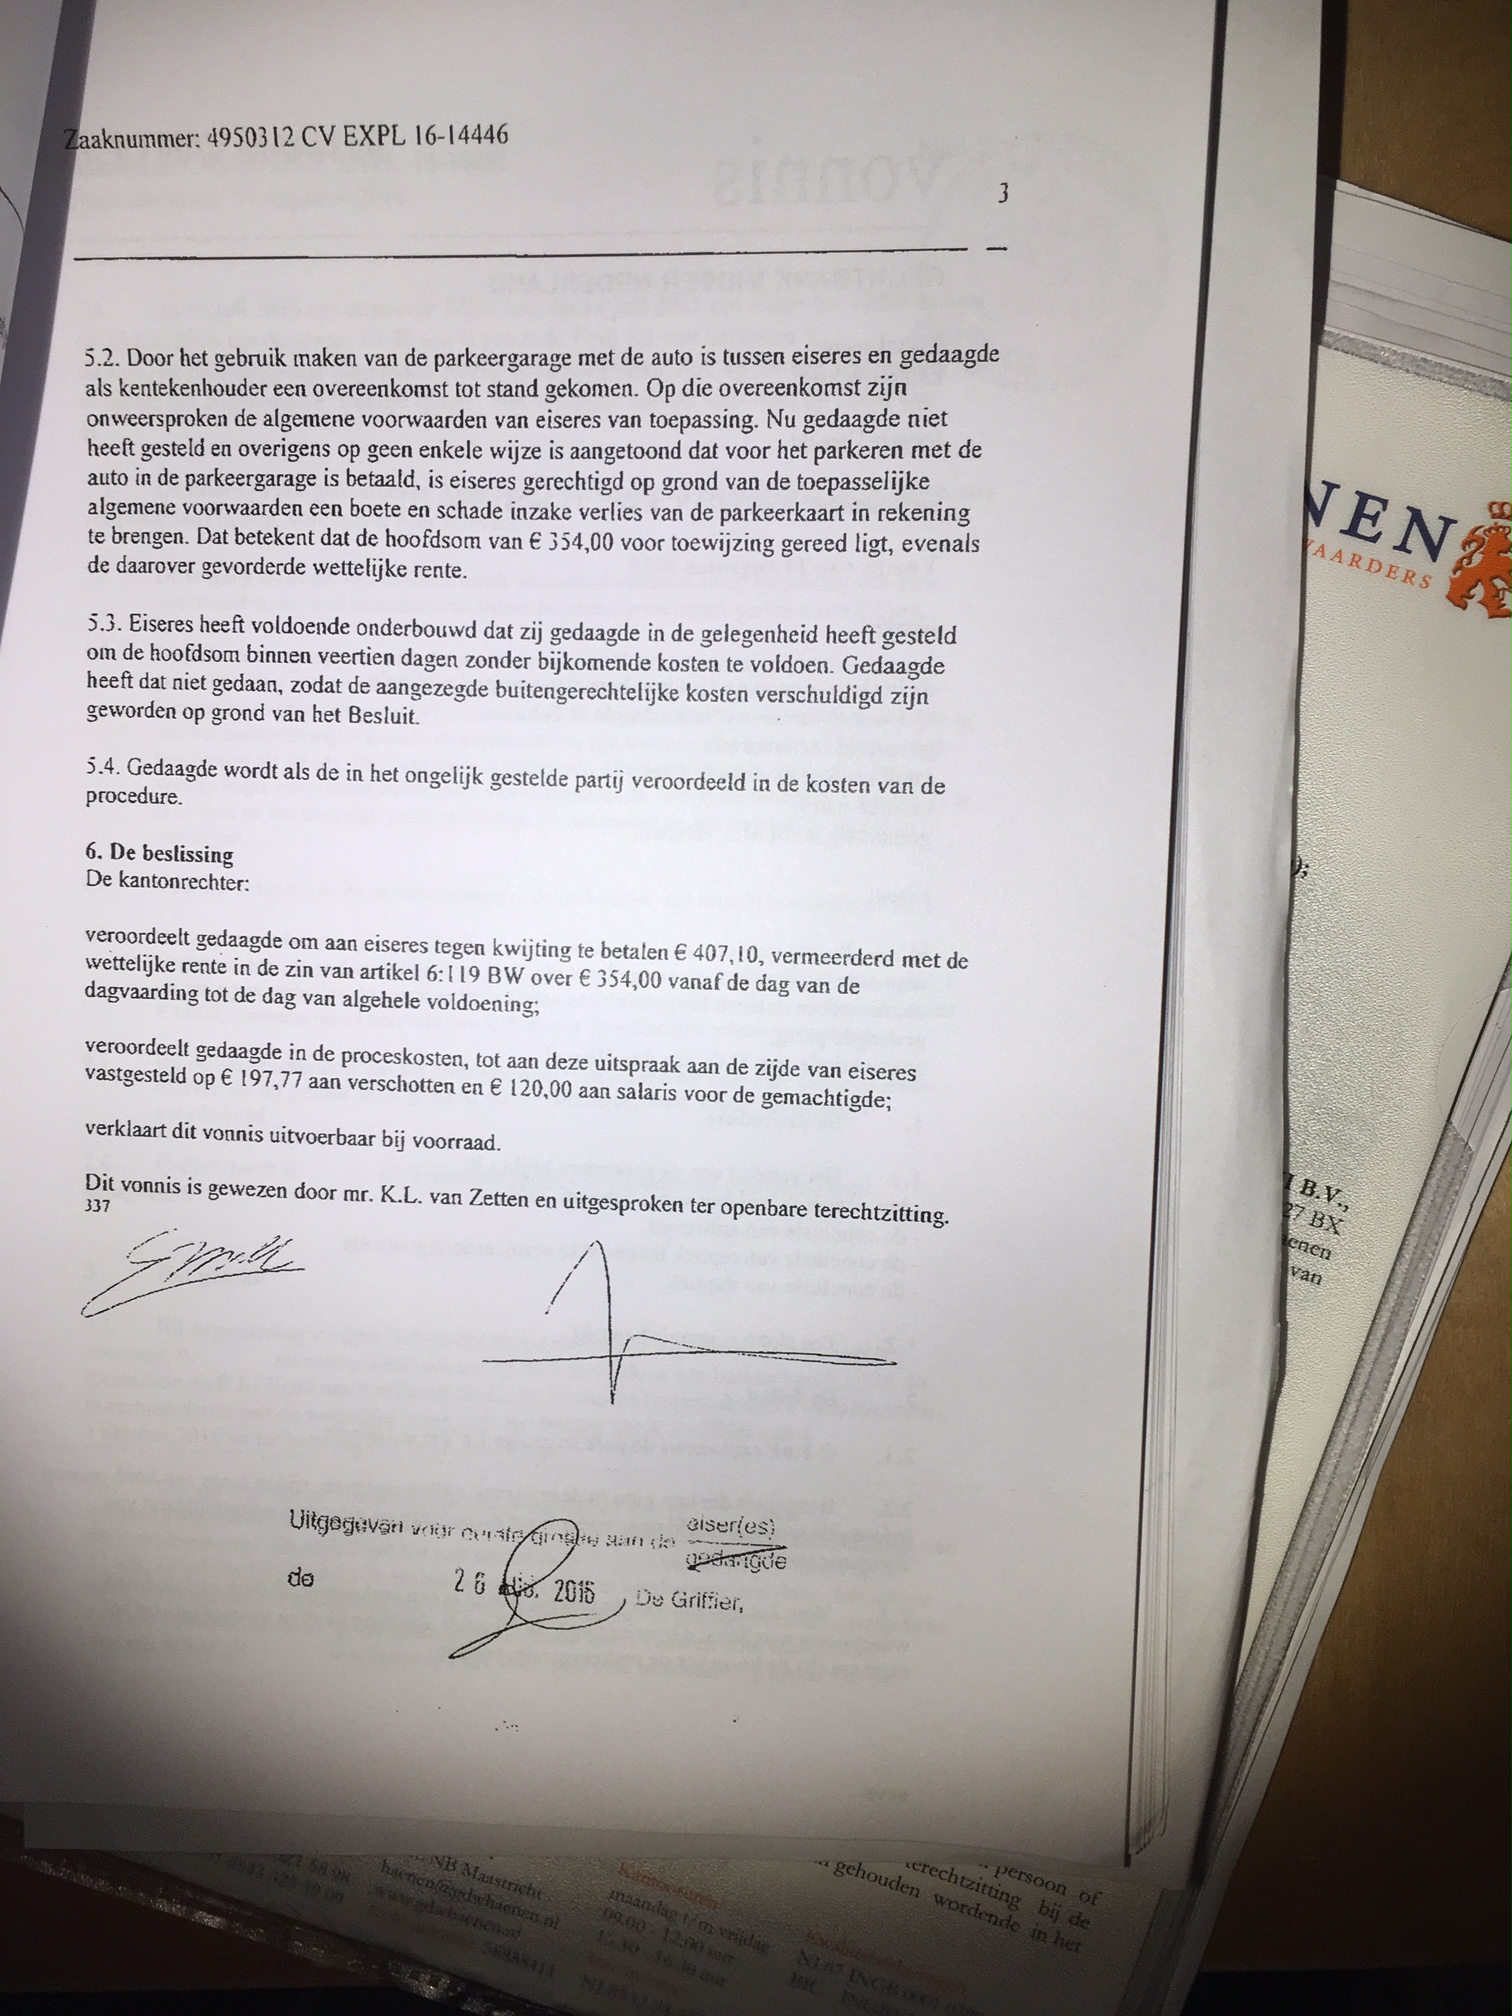 Zaaknummer: 4950312 CV EXPL 16-14446
3
vonnis
5.2. Door het gebruik maken van de parkeergarage met de auto is tussen eiseres en gedaagde
als kentekenhouder een overeenkomst tot stand gekomen. Op die overeenkomst zijn
onweersproken de algemene voorwaarden van eiseres van toepassing. Nu gedaagde niet
heeft gesteld en overigens op geen enkele wijze is aangetoond dat voor het parkeren met de
auto in de parkeergarage is betaald, is eiseres gerechtigd op grond van de toepasselijke
algemene voorwaarden een boete en schade inzake verlies van de parkeerkaart in rekening
te brengen. Dat betekent dat de hoofdsom van € 354,00 voor toewijzing gereed ligt, evenals
de daarover gevorderde wettelijke rente.
5.3. Eiseres heeft voldoende onderbouwd dat zij gedaagde in de gelegenheid heeft gesteld
om de hoofdsom binnen veertien dagen zonder bijkomende kosten te voldoen. Gedaagde
heeft dat niet gedaan, zodat de aangezegde buitengerechtelijke kosten verschuldigd zijn
geworden op grond van het Besluit.
5.4. Gedaagde wordt als de in het ongelijk gestelde partij veroordeeld in de kosten van de
procedure.
6. De beslissing
De kantonrechter:
veroordeelt gedaagde om aan eiseres tegen kwijting te betalen € 407,10, vermeerderd met de
wettelijke rente in de zin van artikel 6:119 BW over € 354,00 vanaf de dag van de
dagvaarding tot de dag van algehele voldoening;
veroordeelt gedaagde in de proceskosten, tot aan deze uitspraak aan de zijde van eiseres
vastgesteld op € 197,77 aan verschotten en € 120,00 aan salaris voor de gemachtigde;
verklaart dit vonnis uitvoerbaar bij voorraad.
Dit vonnis is gewezen door mr. K.L. van Zetten en uitgesproken ter openbare terechtzitting.
337
Uitgegeven voor eerste grosse aan de eiser(es)
gedaagde
de 26 2016, De Griffier,
NEN
AARDERS
);
I B.V.,
27 BX
enen
van
NB Maastricht
haenen@gdwhaenen.nl
www.gdwhaenen.nl
Kantooruren
maandag t/m vrijdag
09.00 - 12.00 uur
13.30 - 16.30 uur
persoon of
terechtzitting bij de
gehouden wordende in het